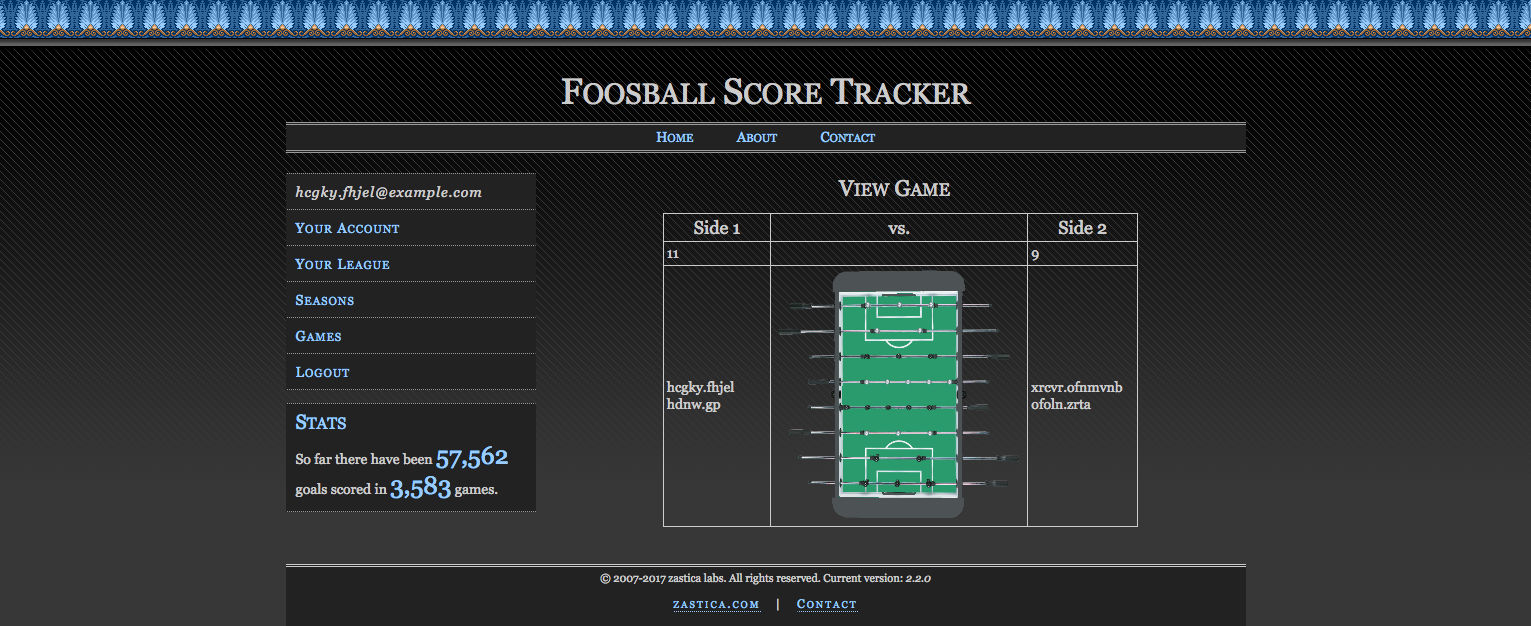 Foosball Score Tracker
Home About Contact
hcgky.fhjel@example.com
Your Account
Your League
Seasons
Games
Logout
Stats
So far there have been 57,562
goals scored in 3,583 games.
View Game
Side 1 vs. Side 2
11 9
hcgky.fhjel xrcvr.ofnmvnb
hdnw.gp ofoln.zrta
© 2007-2017 zastica labs. All rights reserved. Current version: 2.2.0
zastica.com | Contact